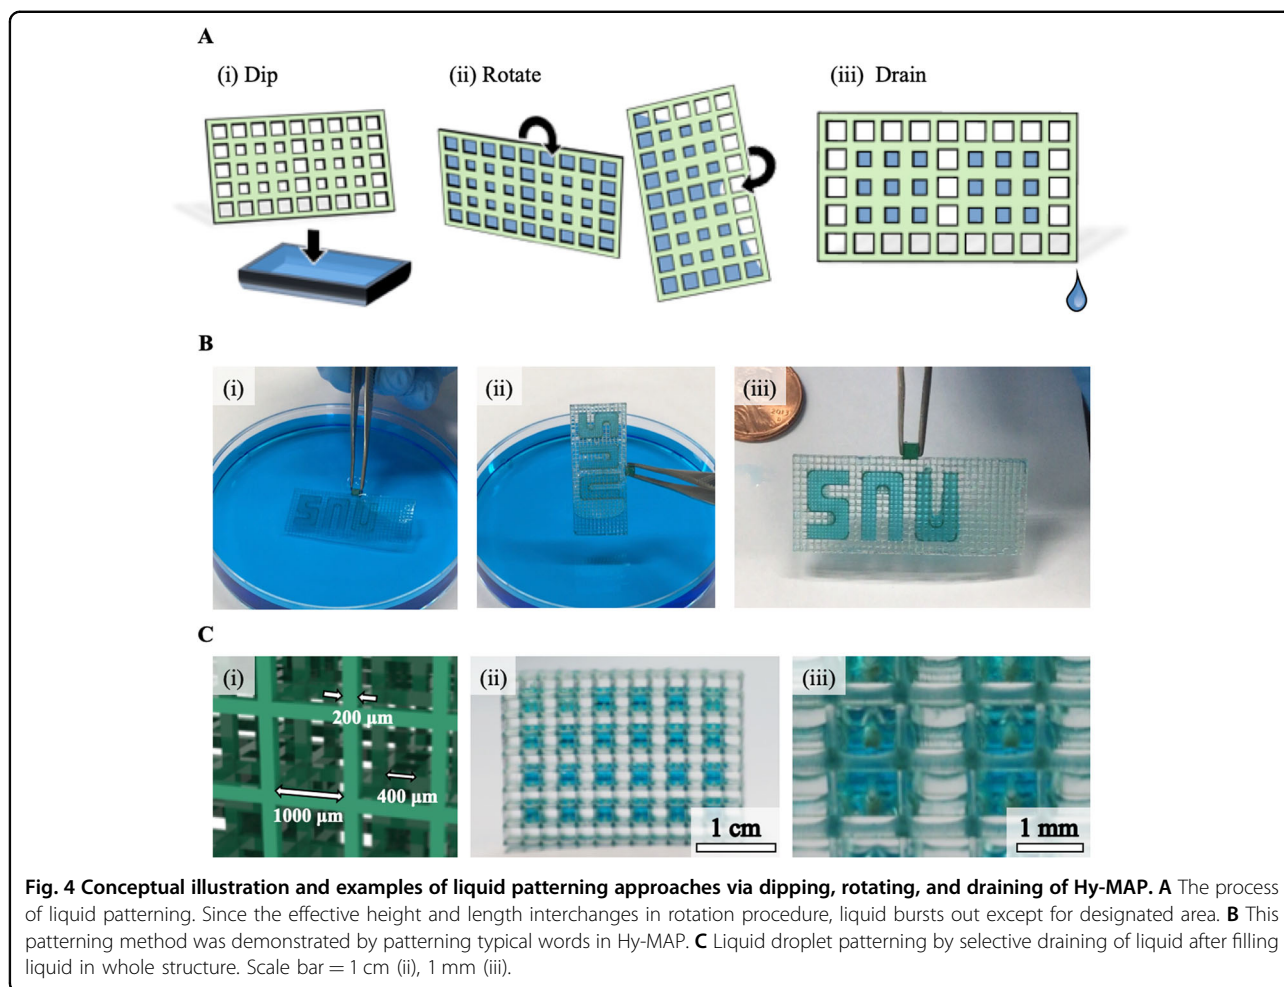 A
(i) Dip
(ii) Rotate
(iii) Drain
B
(i)
SNU
(ii)
SNU
(iii)
SNU
C
(i)
200 μm
400 μm
1000 μm
(ii)
1 cm
(iii)
1 mm
Fig. 4 Conceptual illustration and examples of liquid patterning approaches via dipping, rotating, and draining of Hy-MAP. A The process
of liquid patterning. Since the effective height and length interchanges in rotation procedure, liquid bursts out except for designated area. B This
patterning method was demonstrated by patterning typical words in Hy-MAP. C Liquid droplet patterning by selective draining of liquid after filling
liquid in whole structure. Scale bar = 1 cm (ii), 1 mm (iii).